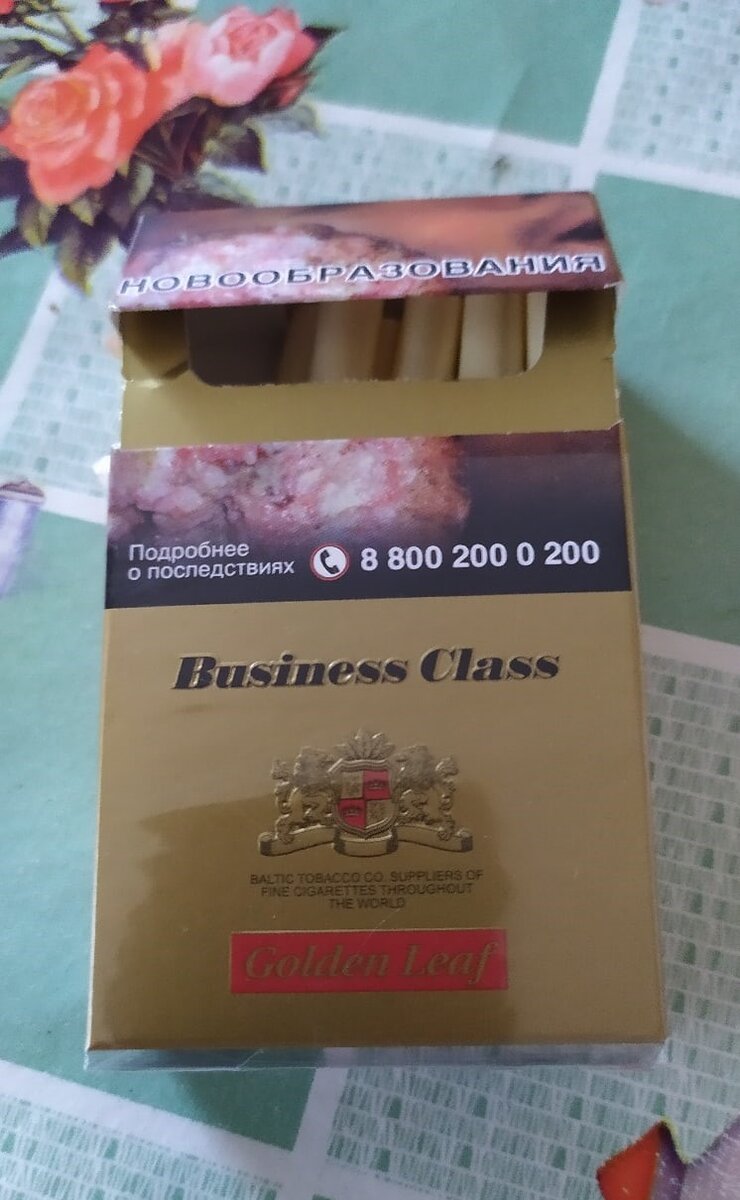 НОВООБРАЗОВАНИЯ
Подробнее
о последствиях
8 800 200 0 200
Business Class
BALTIC TOBACCO CO. SUPPLIERS OF
FINE CIGARETTES THROUGHOUT
THE WORLD
Golden Leaf